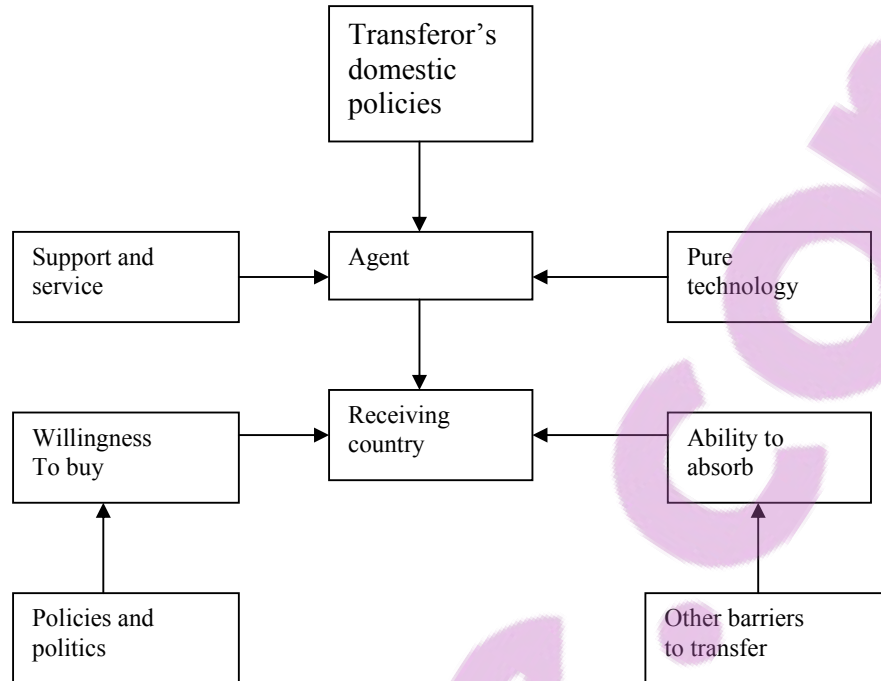 Transferor’s
domestic
policies
Support and
service
Agent
Pure
technology
Willingness
To buy
Receiving
country
Ability to
absorb
Policies and
politics
Other barriers
to transfer